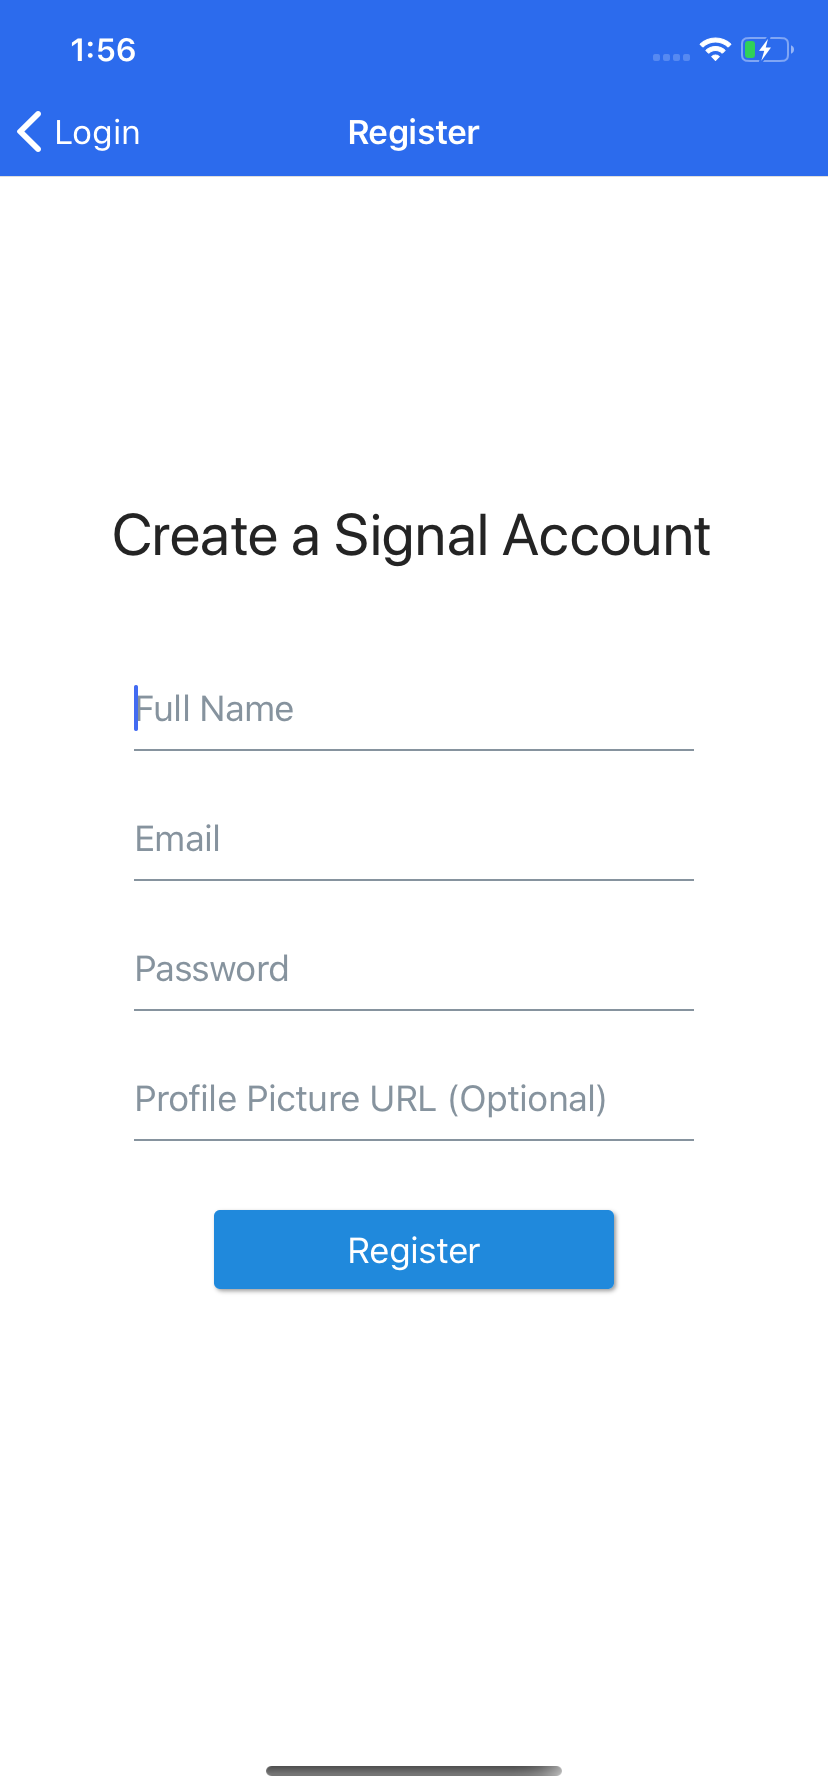 1:56
Login
Register
Create a Signal Account
Full Name
Email
Password
Profile Picture URL (Optional)
Register